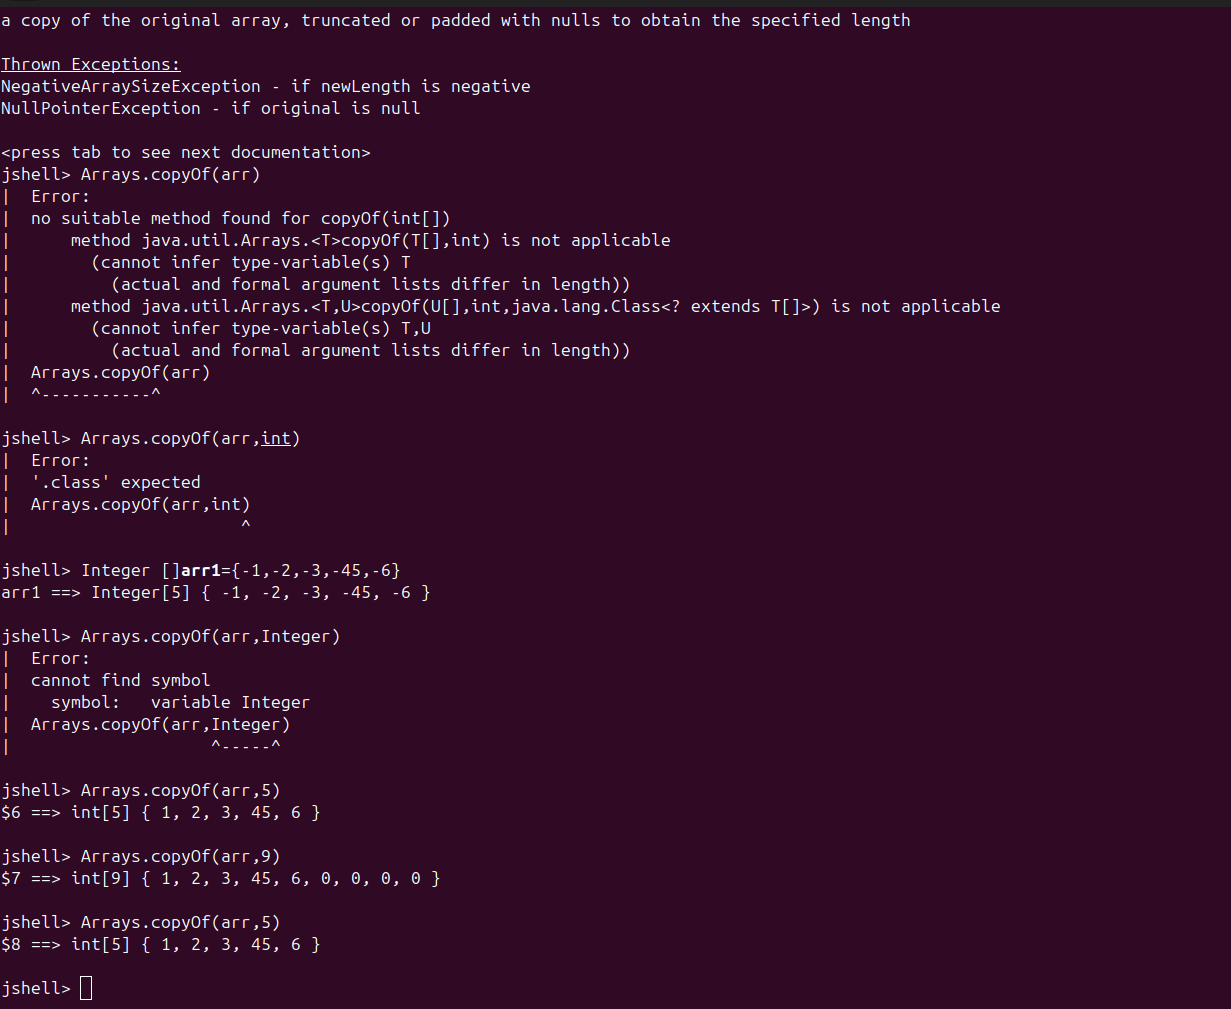 a copy of the original array, truncated or padded with nulls to obtain the specified length
Thrown Exceptions:
NegativeArraySizeException - if newLength is negative
NullPointerException - if original is null
<press tab to see next documentation>
jshell> Arrays.copyOf(arr)
|  Error:
|  no suitable method found for copyOf(int[])
|      method java.util.Arrays.<T>copyOf(T[],int) is not applicable
|        (cannot infer type-variable(s) T
|          (actual and formal argument lists differ in length))
|      method java.util.Arrays.<T,U>copyOf(U[],int,java.lang.Class<? extends T[]>) is not applicable
|        (cannot infer type-variable(s) T,U
|          (actual and formal argument lists differ in length))
|  Arrays.copyOf(arr)
|  ^-----------^
jshell> Arrays.copyOf(arr,int)
|  Error:
|  '.class' expected
|  Arrays.copyOf(arr,int)
|                       ^
jshell> Integer []arr1={-1,-2,-3,-45,-6}
arr1 ==> Integer[5] { -1, -2, -3, -45, -6 }
jshell> Arrays.copyOf(arr,Integer)
|  Error:
|  cannot find symbol
|    symbol:   variable Integer
|  Arrays.copyOf(arr,Integer)
|                    ^-----^
jshell> Arrays.copyOf(arr,5)
$6 ==> int[5] { 1, 2, 3, 45, 6 }
jshell> Arrays.copyOf(arr,9)
$7 ==> int[9] { 1, 2, 3, 45, 6, 0, 0, 0, 0 }
jshell> Arrays.copyOf(arr,5)
$8 ==> int[5] { 1, 2, 3, 45, 6 }
jshell>